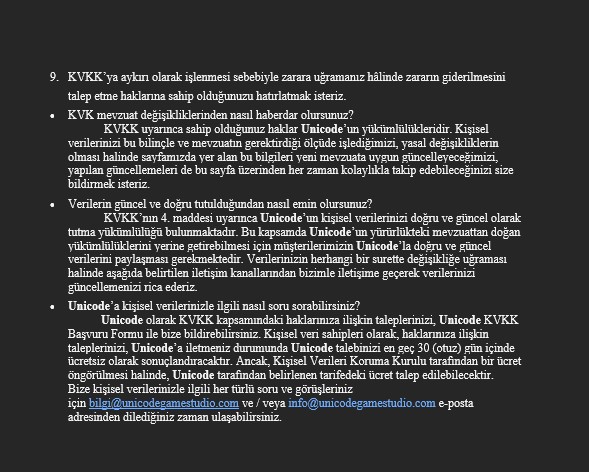 9. KVKK’ya aykırı olarak işlenmesi sebebiyle zarara uğramanız hâlinde zararın giderilmesini
talep etme haklarına sahip olduğunuzu hatırlatmak isteriz.
• KVK mevzuat değişikliklerinden nasıl haberdar olursunuz?
KVKK uyarınca sahip olduğunuz haklar Unicode’un yükümlülükleridir. Kişisel
verilerinizi bu bilinçle ve mevzuatın gerektirdiği ölçüde işlediğimizi, yasal değişikliklerin
olması halinde sayfamızda yer alan bu bilgileri yeni mevzuata uygun güncelleyeceğimizi,
yapılan güncellemeleri de bu sayfa üzerinden her zaman kolaylıkla takip edebileceğinizi size
bildirmek isteriz.
• Verilerin güncel ve doğru tutulduğundan nasıl emin olursunuz?
KVKK’nın 4. maddesi uyarınca Unicode’un kişisel verilerinizi doğru ve güncel olarak
tutma yükümlülüğü bulunmaktadır. Bu kapsamda Unicode’um yürürlükteki mevzuattan doğan
yükümlülüklerini yerine getirebilmesi için müşterilerimizin Unicode’la doğru ve güncel
verilerini paylaşması gerekmektedir. Verilerinizin herhangi bir surette değişikliğe uğraması
halinde aşağıda belirtilen iletişim kanallarından bizimle iletişime geçerek verilerinizi
güncellemenizi rica ederiz.
• Unicode’a kişisel verilerinizle ilgili nasıl soru sorabilirsiniz?
Unicode olarak KVKK kapsamındaki haklarınıza ilişkin taleplerinizi, Unicode KVKK
Başvuru Formu ile bize bildirebilirsiniz. Kişisel veri sahipleri olarak, haklarınıza ilişkin
taleplerinizi, Unicode’a iletmeniz durumunda Unicode talebinizi en geç 30 (otuz) gün içinde
ücretsiz olarak sonuçlandıracaktır. Ancak, Kişisel Verileri Koruma Kurulu tarafından bir ücret
öngörülmesi halinde, Unicode tarafından belirlenen tarifedeki ücret talep edilebilecektir.
Bize kişisel verilerinizle ilgili her türlü soru ve görüşleriniz
için bilgi@unicodegamestudio.com ve / veya info@unicodegamestudio.com e-posta
adresinden dilediğiniz zaman ulaşabilirsiniz.